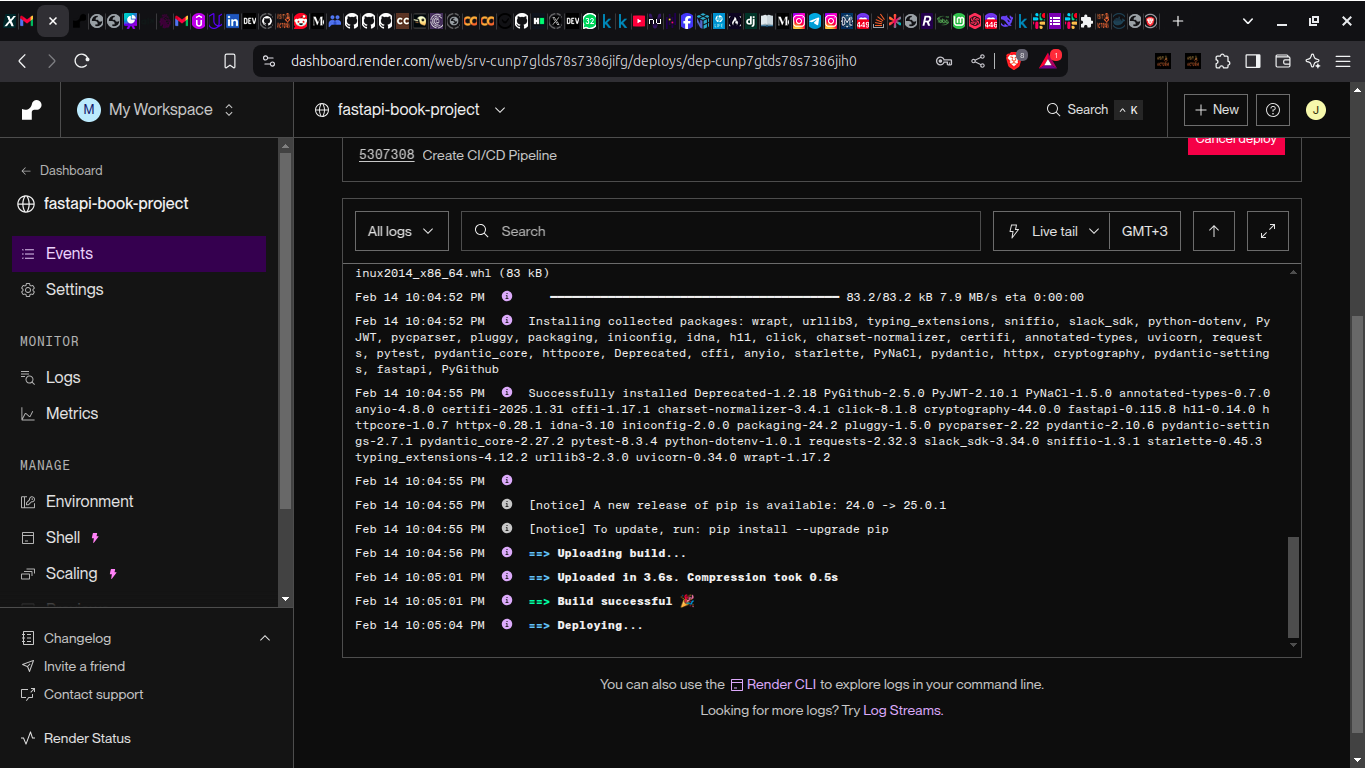 dashboard.render.com/web/srv-cunp7glds78s7386jifg/deploys/dep-cunp7gtds78s7386jih0
M My Workspace
fastapi-book-project
Search ^ K
+ New
J
← Dashboard
fastapi-book-project
Events
Settings
MONITOR
Logs
Metrics
MANAGE
Environment
Shell
Scaling
Changelog
Invite a friend
Contact support
Render Status
5307308 Create CI/CD Pipeline
Cancel deploy
All logs
Search
Live tail
GMT+3
inux2014_x86_64.whl (83 kB)
Feb 14 10:04:52 PM ━━━━━━━━━━━━━━━━━━━━━━━━━━━━━━━━━━━━━━━━ 83.2/83.2 kB 7.9 MB/s eta 0:00:00
Feb 14 10:04:52 PM Installing collected packages: wrapt, urllib3, typing_extensions, sniffio, slack_sdk, python-dotenv, Py
JWT, pycparser, pluggy, packaging, iniconfig, idna, h11, click, charset-normalizer, certifi, annotated-types, uvicorn, request
s, pytest, pydantic_core, httpcore, Deprecated, cffi, anyio, starlette, PyNaCl, pydantic, httpx, cryptography, pydantic-setting
s, fastapi, PyGithub
Feb 14 10:04:55 PM Successfully installed Deprecated-1.2.18 PyGithub-2.5.0 PyJWT-2.10.1 PyNaCl-1.5.0 annotated-types-0.7.0
anyio-4.8.0 certifi-2025.1.31 cffi-1.17.1 charset-normalizer-3.4.1 click-8.1.8 cryptography-44.0.0 fastapi-0.115.8 h11-0.14.0 h
ttpcore-1.0.7 httpx-0.28.1 idna-3.10 iniconfig-2.0.0 packaging-24.2 pluggy-1.5.0 pycparser-2.22 pydantic-2.10.6 pydantic-settin
gs-2.7.1 pydantic_core-2.27.2 pytest-8.3.4 python-dotenv-1.0.1 requests-2.32.3 slack_sdk-3.34.0 sniffio-1.3.1 starlette-0.45.3
typing_extensions-4.12.2 urllib3-2.3.0 uvicorn-0.34.0 wrapt-1.17.2
Feb 14 10:04:55 PM
Feb 14 10:04:55 PM [notice] A new release of pip is available: 24.0 -> 25.0.1
Feb 14 10:04:55 PM [notice] To update, run: pip install --upgrade pip
Feb 14 10:04:56 PM ==> Uploading build...
Feb 14 10:05:01 PM ==> Uploaded in 3.6s. Compression took 0.5s
Feb 14 10:05:01 PM ==> Build successful 🎉
Feb 14 10:05:04 PM ==> Deploying...
You can also use the Render CLI to explore logs in your command line.
Looking for more logs? Try Log Streams.